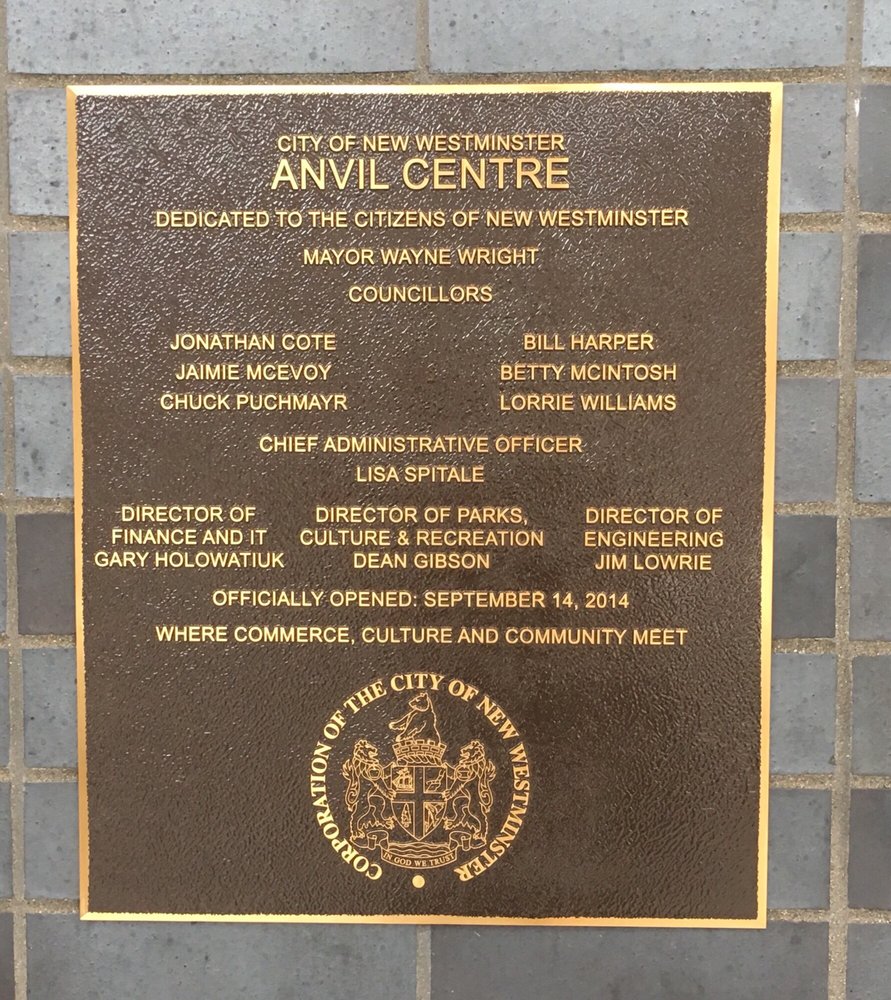 CITY OF NEW WESTMINSTER
ANVIL CENTRE
DEDICATED TO THE CITIZENS OF NEW WESTMINSTER
MAYOR WAYNE WRIGHT
COUNCILLORS
JONATHAN COTE BILL HARPER
JAIMIE MCEVOY BETTY MCINTOSH
CHUCK PUCHMAYR LORRIE WILLIAMS
CHIEF ADMINISTRATIVE OFFICER
LISA SPITALE
DIRECTOR OF
FINANCE AND IT
GARY HOLOWATIUK
DIRECTOR OF PARKS,
CULTURE & RECREATION
DEAN GIBSON
DIRECTOR OF
ENGINEERING
JIM LOWRIE
OFFICIALLY OPENED: SEPTEMBER 14, 2014
WHERE COMMERCE, CULTURE AND COMMUNITY MEET
CORPORATION OF THE CITY OF NEW WESTMINSTER
IN GOD WE TRUST